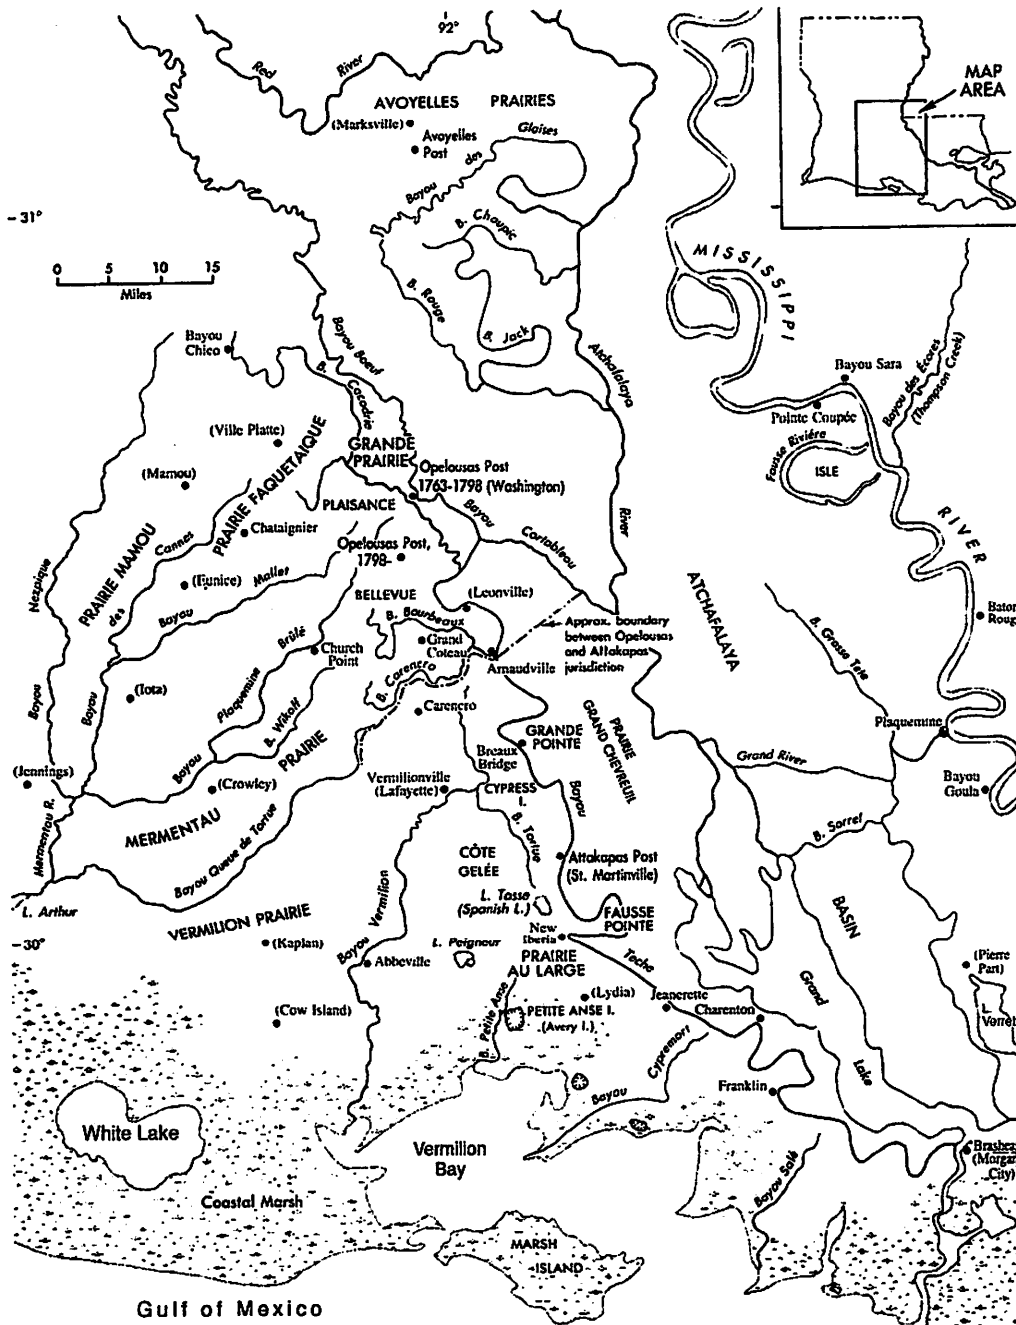 92°
MAP
AREA
Red
River
AVOYELLES PRAIRIES
(Marksville)
Avoyelles
Post
Bayou des Glaises
- 31°
B. Choupic
MISSISSIPPI
0 5 10 15
Miles
B. Rouge
B. Jack
Bayou
Chico
Bayou Boeuf
Atchafalaya
Bayou Sara
Bayou des Écores
(Thompson Creek)
B. Cocodrie
Pointe Coupée
(Ville Platte)
GRANDE
PRAIRIE
Fausse Rivière
ISLE
(Mamou)
PRAIRIE FAQUETAIQUE
Opelousas Post
1763-1798 (Washington)
PLAISANCE
Bayou
Cortableau
River
RIVER
Nezpique
PRAIRIE MAMOU
Cannes
Chataignier
Opelousas Post,
1798-
(Eunice)
Mallet
ATCHAFALAYA
des
Bayou
BELLEVUE
(Leonville)
Baton
Rouge
B. Bourbeaux
Approx. boundary
between Opelousas
and Attakapas
jurisdiction
B. Grosse Tete
Brûlé
Church
Point
Grand
Coteau
Arnaudville
Bayou
Bayou
(Iota)
Plaquemine
B. Wikoff
B. Carencro
Carencro
PRAIRIE
GRAND CHEVREUIL
Plaquemine
GRANDE
POINTE
PRAIRIE
Breaux
Bridge
Grand River
(Jennings)
Bayou
(Crowley)
Vermilionville
(Lafayette)
CYPRESS
I.
Bayou
Bayou
Goula
Mermentau R.
MERMENTAU
B. Tortue
B. Sorrel
Bayou Queue de Tortue
CÔTE
GELÉE
Attakapas Post
(St. Martinville)
L. Arthur
Bayou Vermilion
L. Tasse
(Spanish L.)
FAUSSE
POINTE
BASIN
VERMILION PRAIRIE
New
Iberia
- 30°
(Kaplan)
Abbeville
L. Peigneur
PRAIRIE
AU LARGE
Teche
(Pierre
Part)
(Lydia)
Jeanerette
Grand
(Cow Island)
B. Petite Anse
PETITE ANSE I.
(Avery I.)
Charenton
Verret
Cypremort
Lake
Bayou
Franklin
White Lake
Vermilion
Bay
Brashear
(Morgan
City)
Bayou Salé
Coastal Marsh
MARSH
ISLAND
Gulf of Mexico